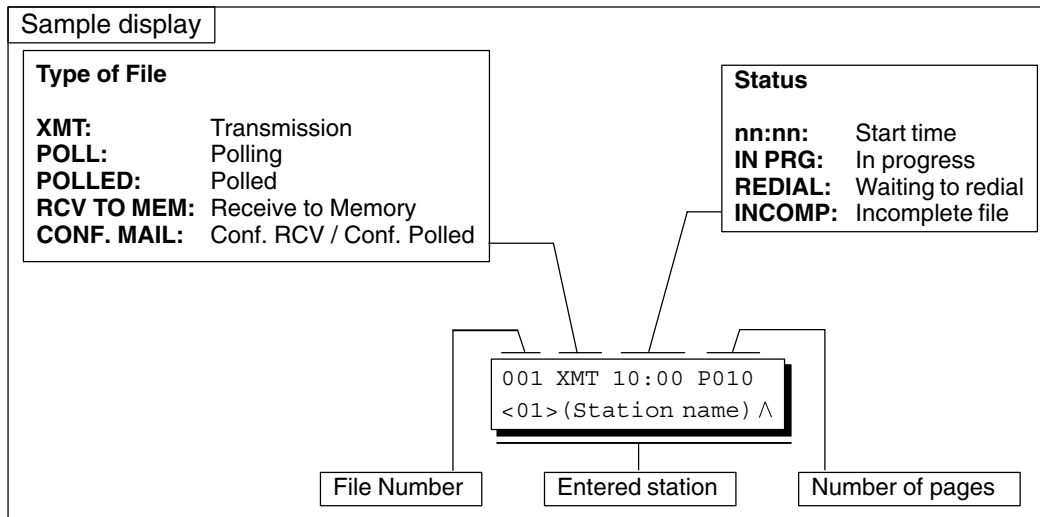 Sample display
Type of File
XMT: Transmission
POLL: Polling
POLLED: Polled
RCV TO MEM: Receive to Memory
CONF. MAIL: Conf. RCV / Conf. Polled
Status
nn:nn: Start time
IN PRG: In progress
REDIAL: Waiting to redial
INCOMP: Incomplete file
001 XMT 10:00 P010
<01>(Station name) ∧
File Number
Entered station
Number of pages